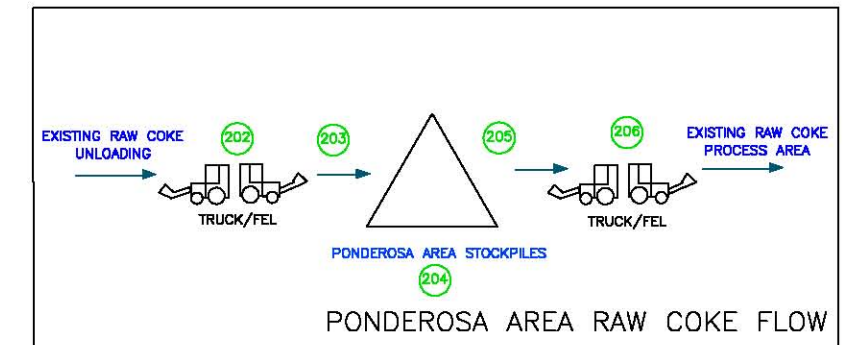 EXISTING RAW COKE
UNLOADING
202
TRUCK/FEL
203
205
206
TRUCK/FEL
EXISTING RAW COKE
PROCESS AREA
PONDEROSA AREA STOCKPILES
204
PONDEROSA AREA RAW COKE FLOW